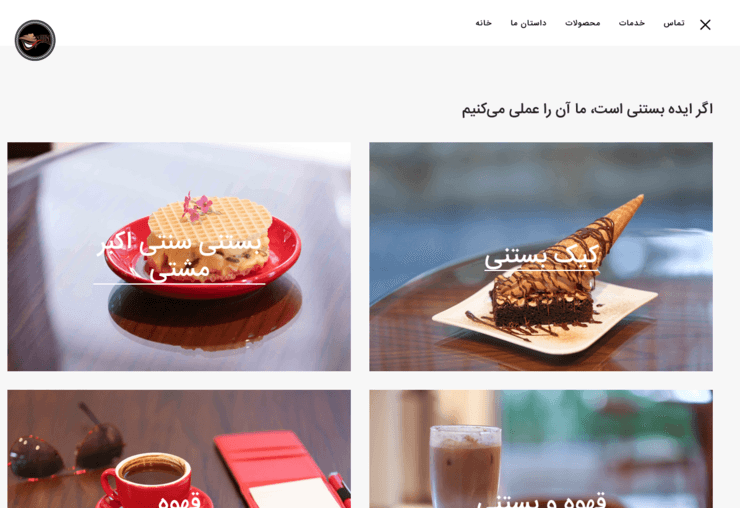 تماس
خدمات
محصولات
داستان ما
خانه
اگر ایده بستنی است، ما آن را عملی می‌کنیم
کیک بستنی
بستنی سنتی اکبر
مشتی
قهوه و بستنی
قهوه